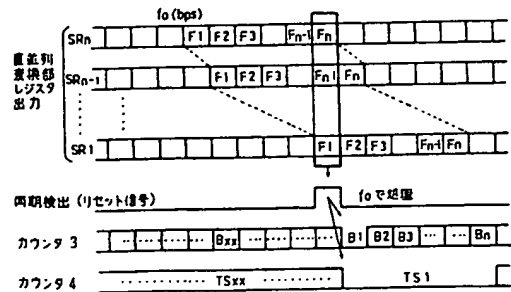 fo(bps)
SRn F1 F2 F3 Fn-1 Fn
直並列
変換部
レジスタ
出力
SRn-1 F1 F2 F3 Fn-1 Fn
SR1 F1 F2 F3 Fn-1 Fn
同期検出(リセット信号) foで処理
カウンタ3 Bxx B1 B2 B3 Bn
カウンタ4 TSxx TS1